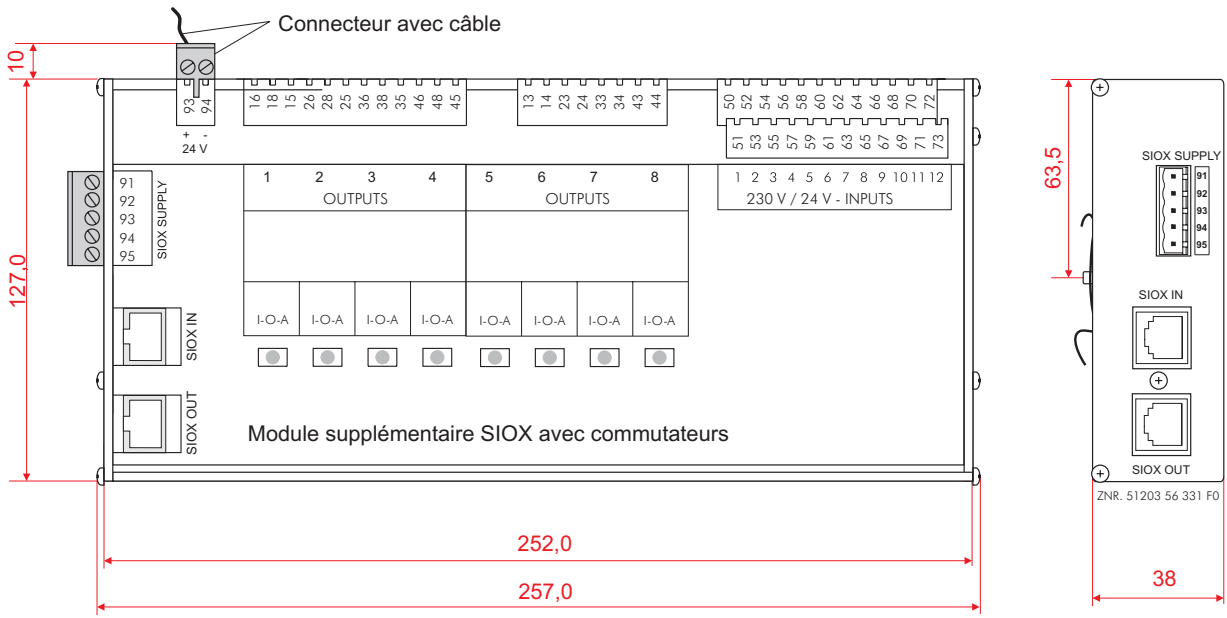 Connecteur avec câble
10
93 94
+ -
24 V
16 18 15 26 28 25 36 38 35 46 48 45
13 14 23 24 33 34 43 44
50 52 54 56 58 60 62 64 66 68 70 72
51 53 55 57 59 61 63 65 67 69 71 73
91
92
93
94
95
SIOX SUPPLY
1 2 3 4
OUTPUTS
5 6 7 8
OUTPUTS
1 2 3 4 5 6 7 8 9 10 11 12
230 V / 24 V - INPUTS
I-O-A I-O-A I-O-A I-O-A I-O-A I-O-A I-O-A I-O-A
SIOX IN
SIOX OUT
Module supplémentaire SIOX avec commutateurs
127,0
252,0
257,0
63,5
SIOX SUPPLY
91
92
93
94
95
SIOX IN
SIOX OUT
ZNR. 51203 56 331 F0
38